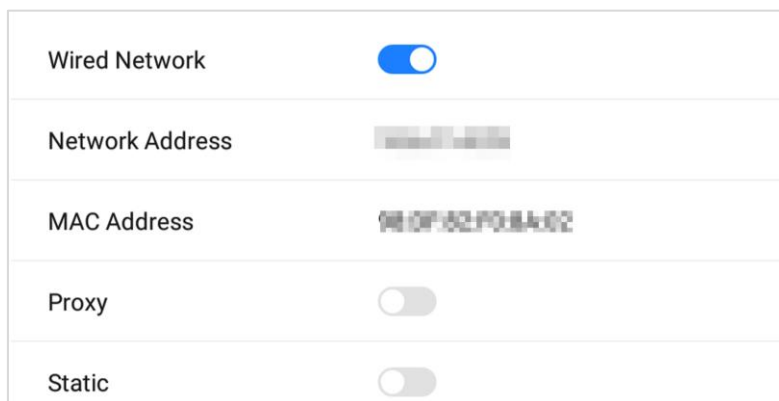 Wired Network
Network Address
MAC Address
Proxy
Static